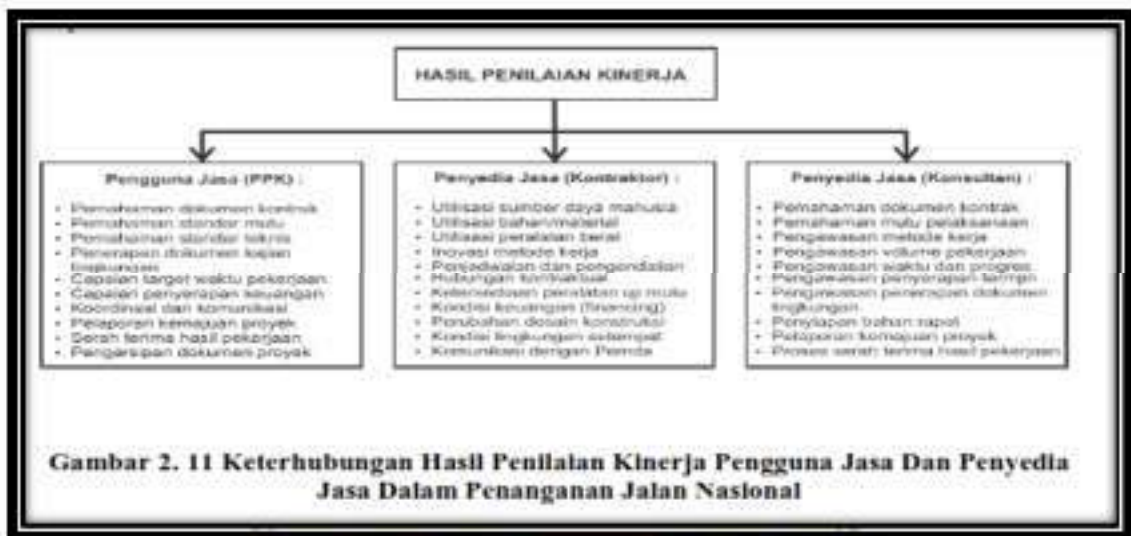 HASIL PENILAIAN KINERJA
Pengguna Jasa (PPK) :
• Pemahaman dokumen kontrak
• Pemahaman standar mutu
• Pemahaman standar teknis
• Penerapan dokumen kajian
lingkungan
• Capaian target waktu pekerjaan
• Capaian penyerapan keuangan
• Koordinasi dan komunikasi
• Pelaporan kemajuan proyek
• Serah terima hasil pekerjaan
• Pengarsipan dokumen proyek
Penyedia Jasa (Kontraktor) :
• Utilisasi sumber daya manusia
• Utilisasi bahan/material
• Utilisasi peralatan berat
• Inovasi metode kerja
• Penjadwalan dan pengendalian
• Hubungan kontraktual
• Ketersediaan peralatan uji mutu
• Kondisi keuangan (financing)
• Perubahan desain konstruksi
• Kondisi lingkungan setempat
• Komunikasi dengan Pemda
Penyedia Jasa (Konsultan) :
• Pemahaman dokumen kontrak
• Pemahaman mutu pelaksanaan
• Pengawasan metode kerja
• Pengawasan volume pekerjaan
• Pengawasan waktu dan progres
• Pengawasan penyerapan termin
• Pengawasan penerapan dokumen
lingkungan
• Penyiapan bahan rapat
• Pelaporan kemajuan proyek
• Proses serah terima hasil pekerjaan
Gambar 2. 11 Keterhubungan Hasil Penilaian Kinerja Pengguna Jasa Dan Penyedia
Jasa Dalam Penanganan Jalan Nasional